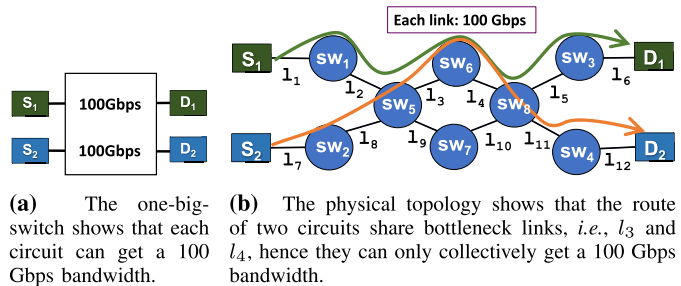 Each link: 100 Gbps
S1
D1
S2
D2
100Gbps
100Gbps
S1
sw1
sw6
sw3
D1
l1
l2
l3
l4
l5
l6
sw5
sw8
S2
sw2
sw7
sw4
D2
l7
l8
l9
l10
l11
l12
(a) The one-big-
switch shows that each
circuit can get a 100
Gbps bandwidth.
(b) The physical topology shows that the route
of two circuits share bottleneck links, i.e., l3 and
l4, hence they can only collectively get a 100 Gbps
bandwidth.